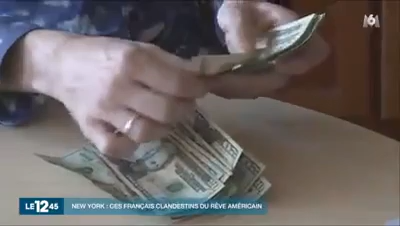 M6
LE 12 45
NEW YORK : CES FRANÇAIS CLANDESTINS DU RÊVE AMÉRICAIN